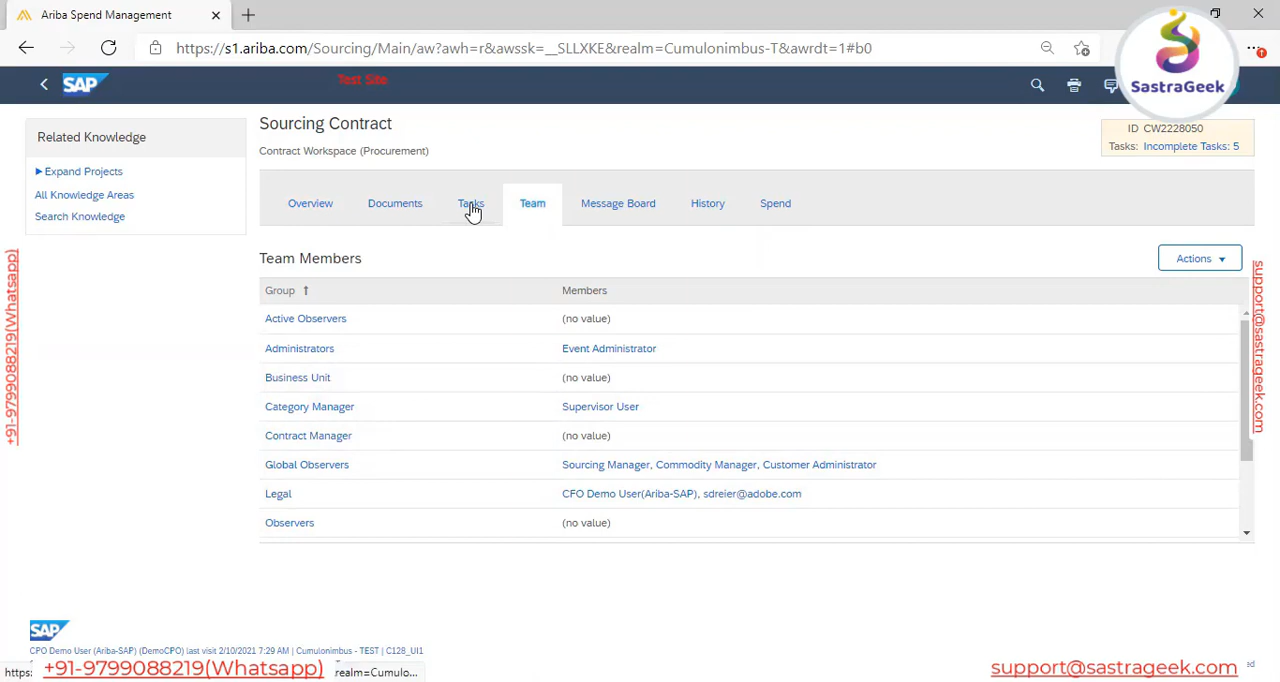 Ariba Spend Management
https://s1.ariba.com/Sourcing/Main/aw?awh=r&awssk=__SLLXKE&realm=Cumulonimbus-T&awrdt=1#b0
SastraGeek
SAP
Test Site
Related Knowledge
Expand Projects
All Knowledge Areas
Search Knowledge
Sourcing Contract
Contract Workspace (Procurement)
ID CW2228050
Tasks: Incomplete Tasks: 5
Overview Documents Tasks Team Message Board History Spend
Team Members
Actions
Group Members
Active Observers (no value)
Administrators Event Administrator
Business Unit (no value)
Category Manager Supervisor User
Contract Manager (no value)
Global Observers Sourcing Manager, Commodity Manager, Customer Administrator
Legal CFO Demo User(Ariba-SAP), sdreier@adobe.com
Observers (no value)
+91-9799088219(Whatsapp)
support@sastrageek.com
SAP
CPO Demo User (Ariba-SAP) (DemoCPO) last visit 2/10/2021 7:29 AM | Cumulonimbus - TEST | C128_UI1
https:
+91-9799088219(Whatsapp)
realm=Cumulo...
support@sastrageek.com
ed